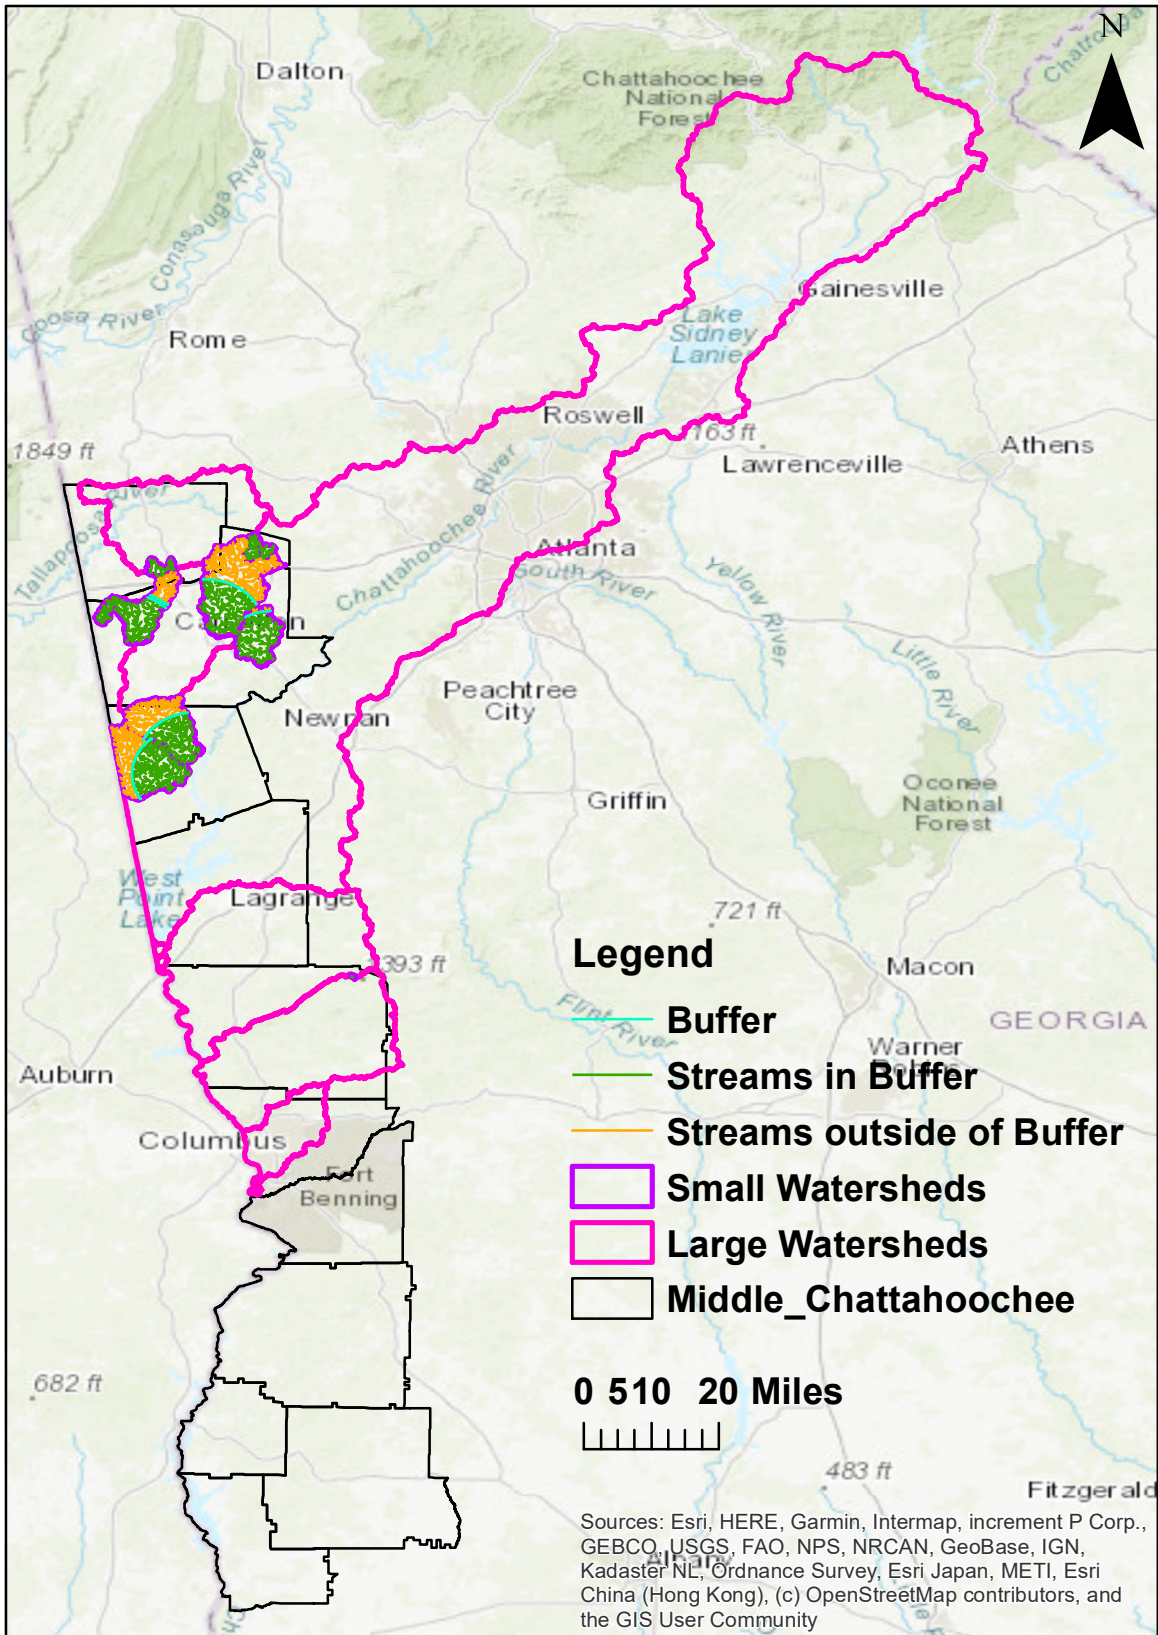 N
Dalton
Chattahoochee
National
Forest
Conasauga River
Coosa River
Rome
Gainesville
Lake
Sidney
Lanier
Roswell
1849 ft
163 ft
Lawrenceville
Athens
Tallapoosa River
Chattahoochee River
Atlanta
South River
Yellow River
Little River
Peachtree
City
Newnan
Griffin
Oconee
National
Forest
West
Point
Lake
Lagrange
721 ft
393 ft
Macon
Flint River
GEORGIA
Warner
Robins
Auburn
Columbus
Fort
Benning
Legend
Buffer
Streams in Buffer
Streams outside of Buffer
Small Watersheds
Large Watersheds
Middle_Chattahoochee
0 510 20 Miles
682 ft
483 ft
Fitzgerald
Albany
Sources: Esri, HERE, Garmin, Intermap, increment P Corp.,
GEBCO, USGS, FAO, NPS, NRCAN, GeoBase, IGN,
Kadaster NL, Ordnance Survey, Esri Japan, METI, Esri
China (Hong Kong), (c) OpenStreetMap contributors, and
the GIS User Community